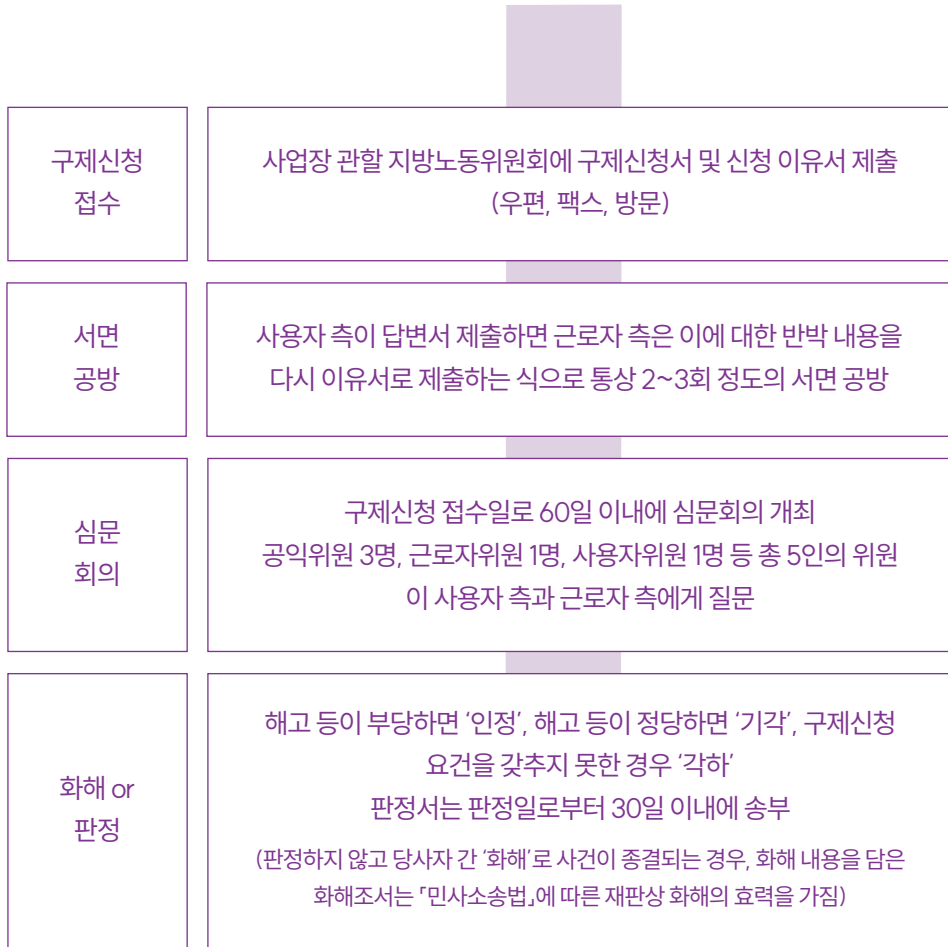 구제신청
접수
사업장 관할 지방노동위원회에 구제신청서 및 신청 이유서 제출
(우편, 팩스, 방문)
서면
공방
사용자 측이 답변서 제출하면 근로자 측은 이에 대한 반박 내용을
다시 이유서로 제출하는 식으로 통상 2~3회 정도의 서면 공방
심문
회의
구제신청 접수일로 60일 이내에 심문회의 개최
공익위원 3명, 근로자위원 1명, 사용자위원 1명 등 총 5인의 위원
이 사용자 측과 근로자 측에게 질문
화해 or
판정
해고 등이 부당하면 ‘인정’, 해고 등이 정당하면 ‘기각’, 구제신청
요건을 갖추지 못한 경우 ‘각하’
판정서는 판정일로부터 30일 이내에 송부
(판정하지 않고 당사자 간 ‘화해’로 사건이 종결되는 경우, 화해 내용을 담은
화해조서는 「민사소송법」에 따른 재판상 화해의 효력을 가짐)